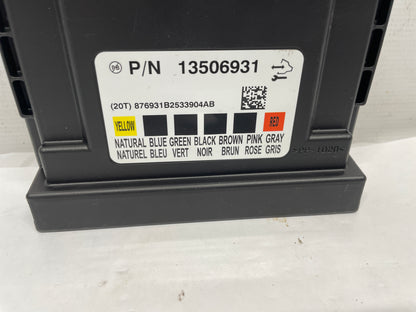 P/N 13506931
(20T) 876931B2533904AB
YELLOW RED
NATURAL BLUE GREEN BLACK BROWN PINK GRAY
NATUREL BLEU VERT NOIR BRUN ROSE GRIS